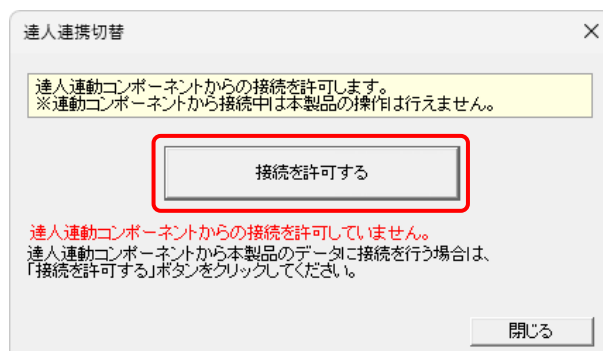 達人連携切替
達人連動コンポーネントからの接続を許可します。
※連動コンポーネントから接続中は本製品の操作は行えません。
接続を許可する
達人連動コンポーネントからの接続を許可していません。
達人連動コンポーネントから本製品のデータに接続を行う場合は、
「接続を許可する」ボタンをクリックしてください。
閉じる